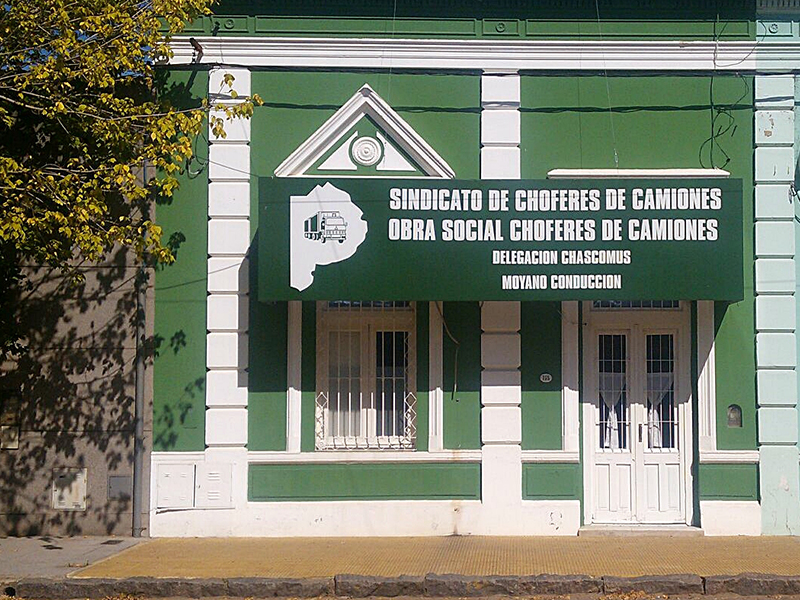 SINDICATO DE CHOFERES DE CAMIONES
OBRA SOCIAL CHOFERES DE CAMIONES
DELEGACION CHASCOMUS
MOYANO CONDUCCION